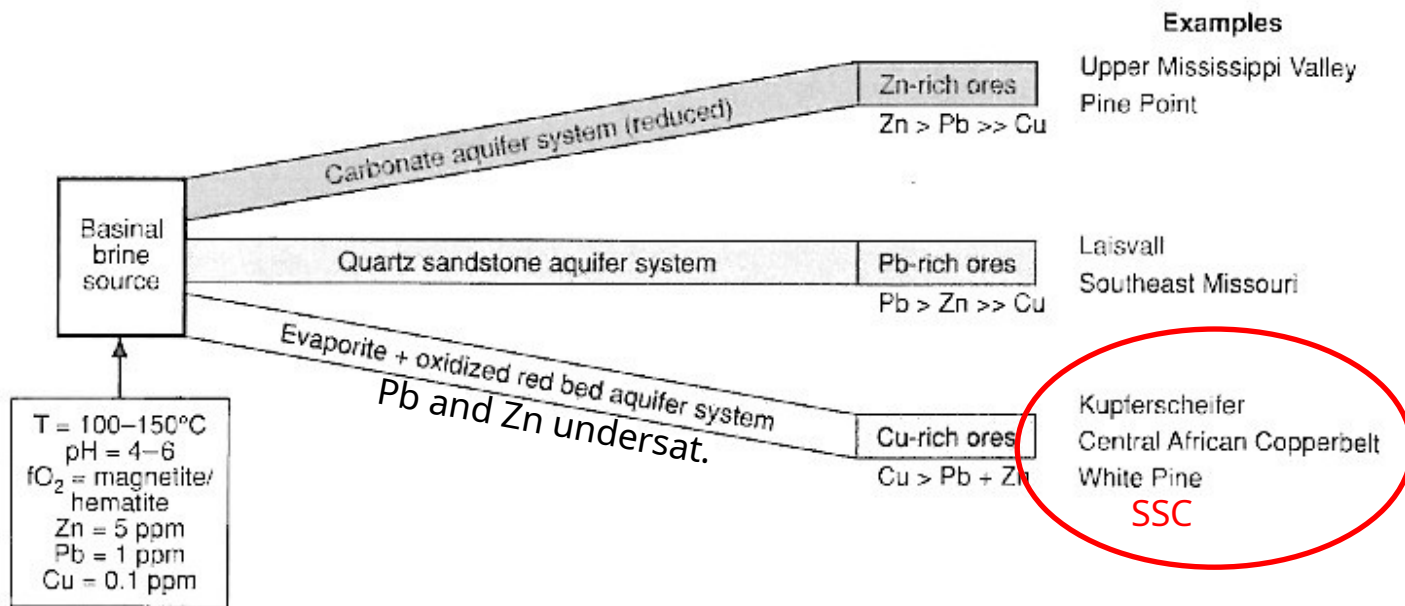 Examples
Carbonate aquifer system (reduced)
Zn-rich ores
Zn > Pb >> Cu
Upper Mississippi Valley
Pine Point
Basinal
brine
source
Quartz sandstone aquifer system
Pb-rich ores
Pb > Zn >> Cu
Laisvall
Southeast Missouri
Evaporite + oxidized red bed aquifer system
Pb and Zn undersat.
Cu-rich ores
Cu > Pb + Zn
Kupferscheifer
Central African Copperbelt
White Pine
SSC
T = 100–150°C
pH = 4–6
fO₂ = magnetite/
hematite
Zn = 5 ppm
Pb = 1 ppm
Cu = 0.1 ppm